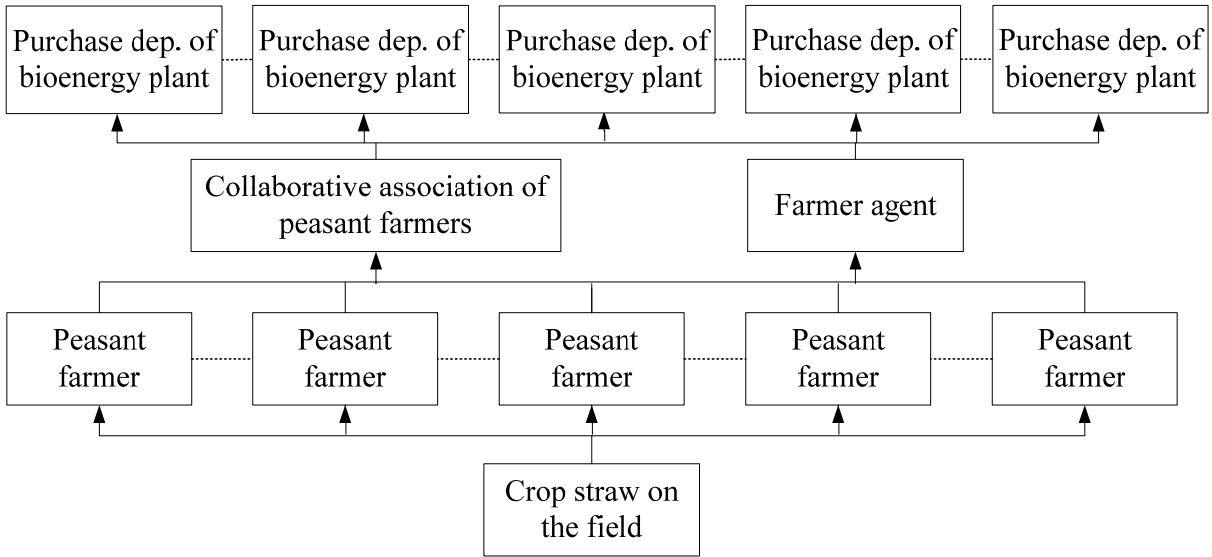 Purchase dep. of
bioenergy plant
Purchase dep. of
bioenergy plant
Purchase dep. of
bioenergy plant
Purchase dep. of
bioenergy plant
Purchase dep. of
bioenergy plant
Collaborative association of
peasant farmers
Farmer agent
Peasant
farmer
Peasant
farmer
Peasant
farmer
Peasant
farmer
Peasant
farmer
Crop straw on
the field